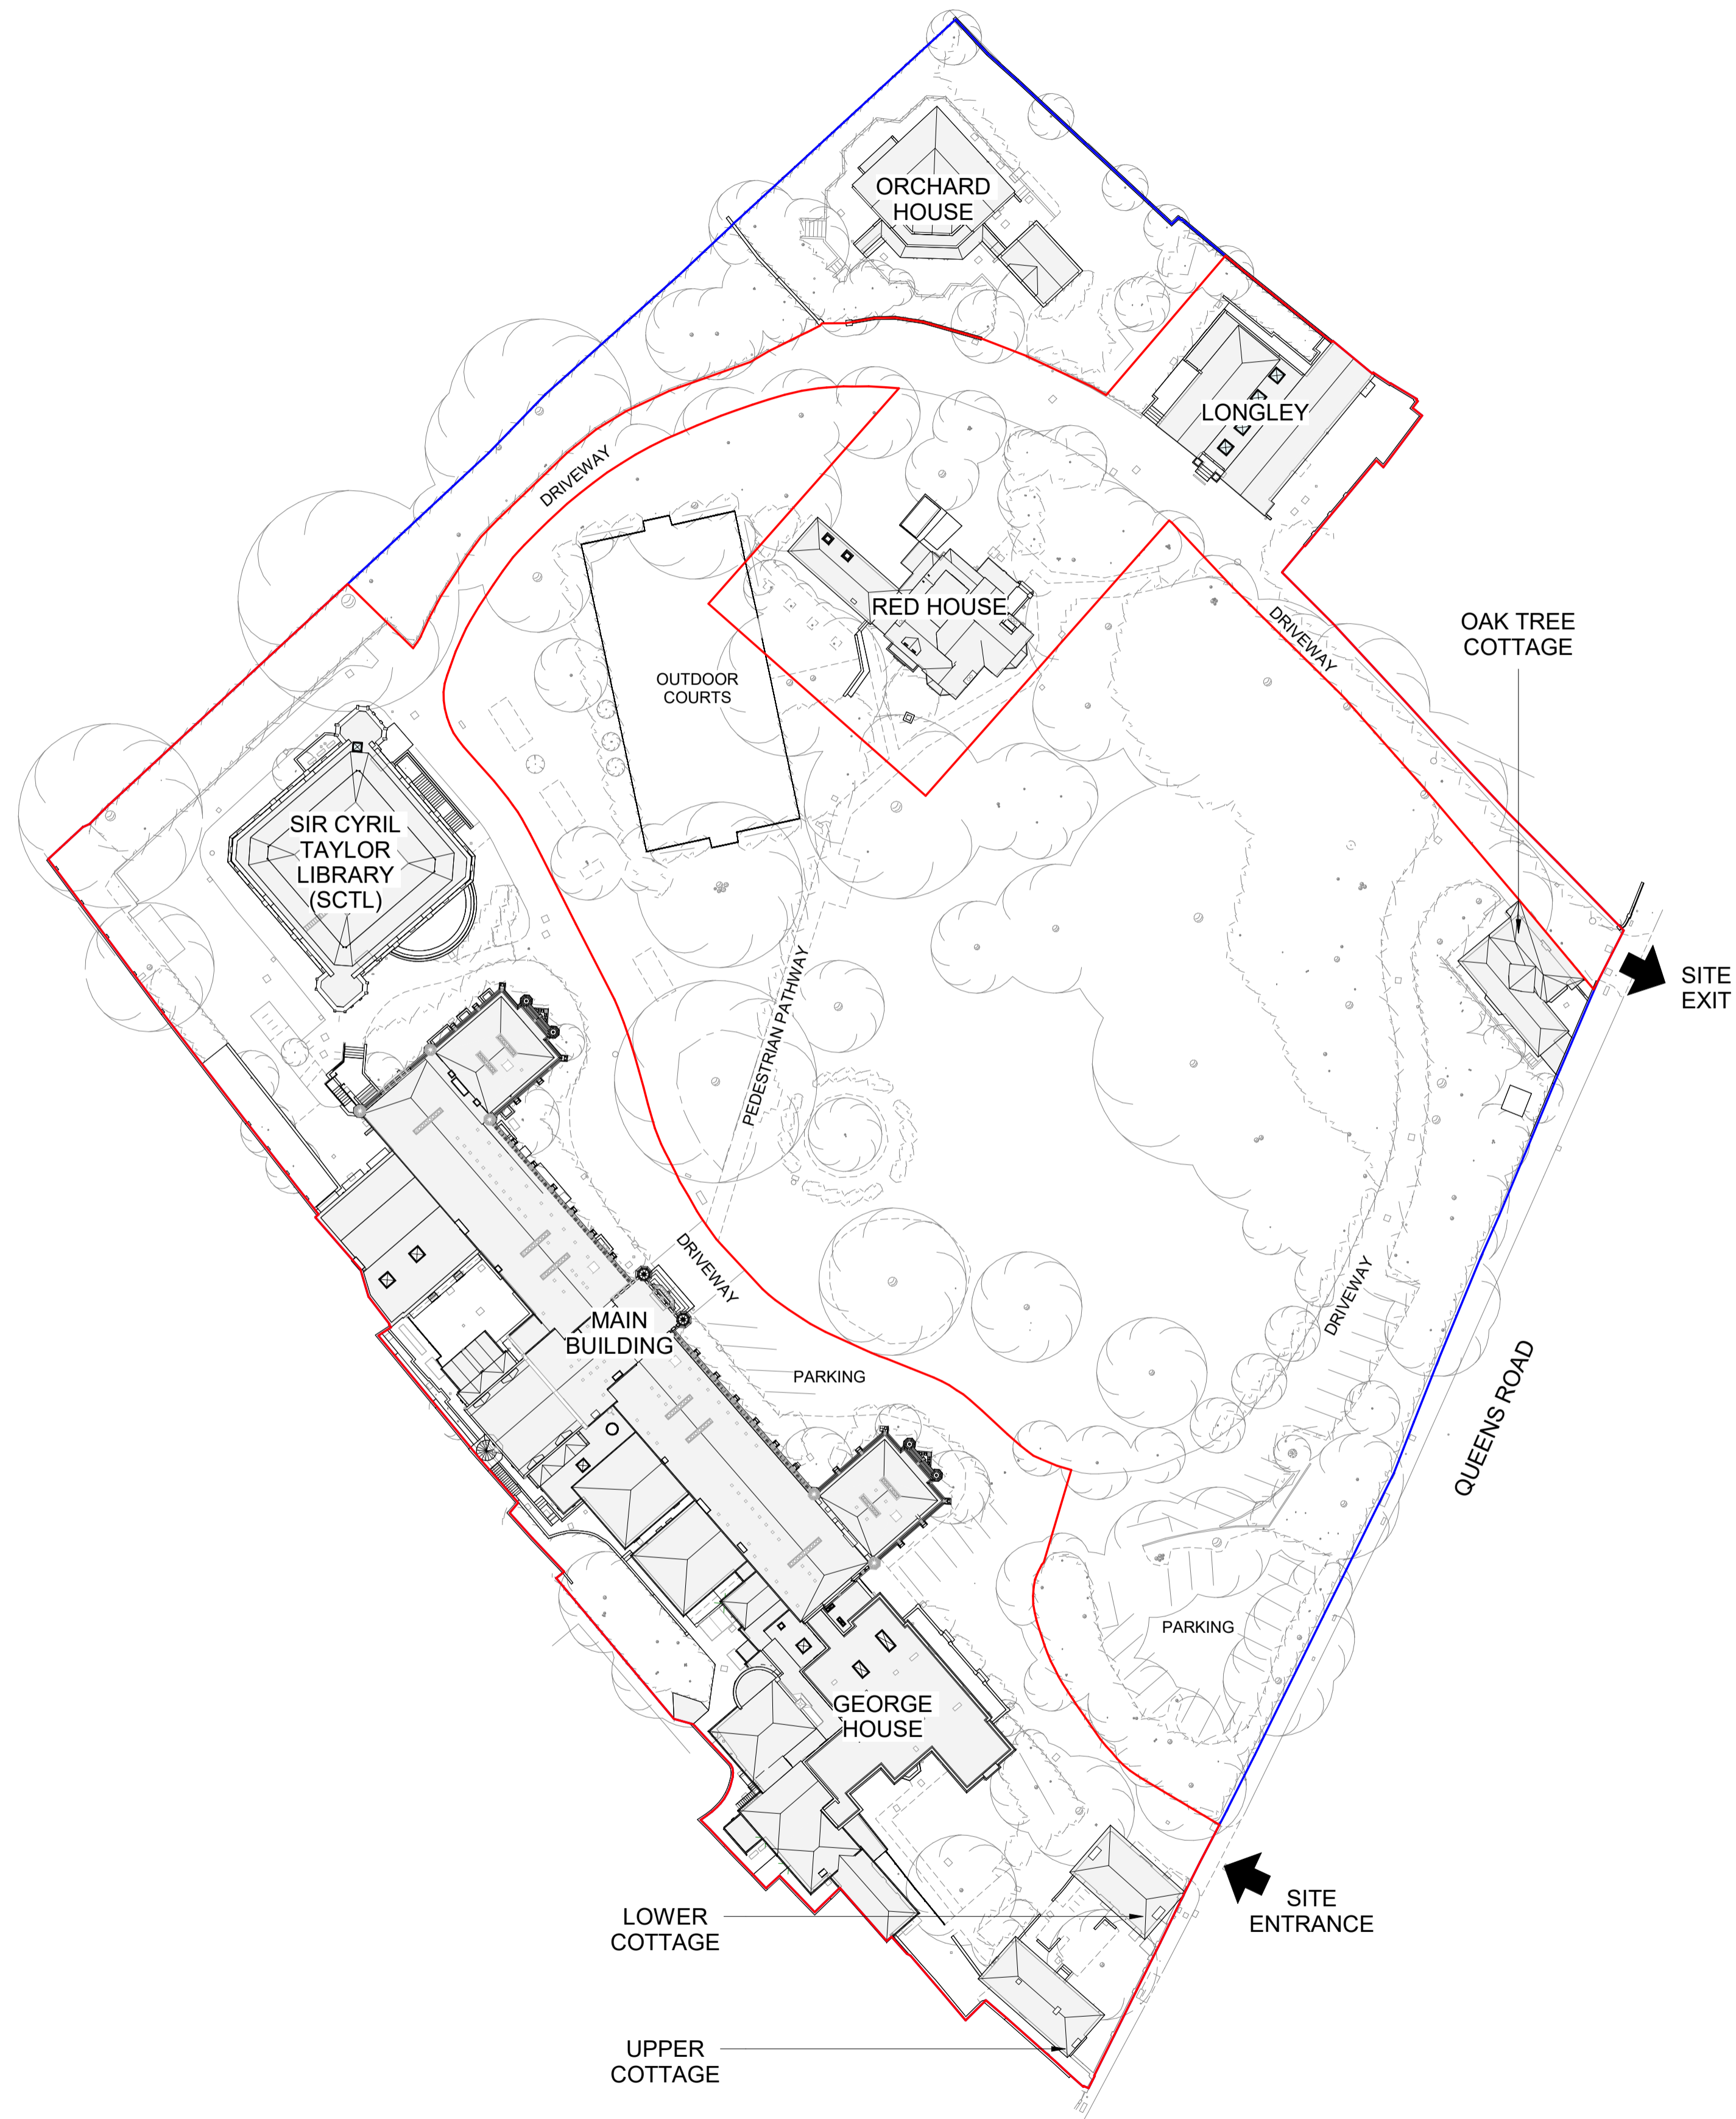 ORCHARD
HOUSE
LONGLEY
DRIVEWAY
RED HOUSE
DRIVEWAY
OAK TREE
COTTAGE
OUTDOOR
COURTS
SIR CYRIL
TAYLOR
LIBRARY
(SCTL)
SITE
EXIT
PEDESTRIAN PATHWAY
DRIVEWAY
MAIN
BUILDING
DRIVEWAY
PARKING
QUEENS ROAD
PARKING
GEORGE
HOUSE
LOWER
COTTAGE
SITE
ENTRANCE
UPPER
COTTAGE